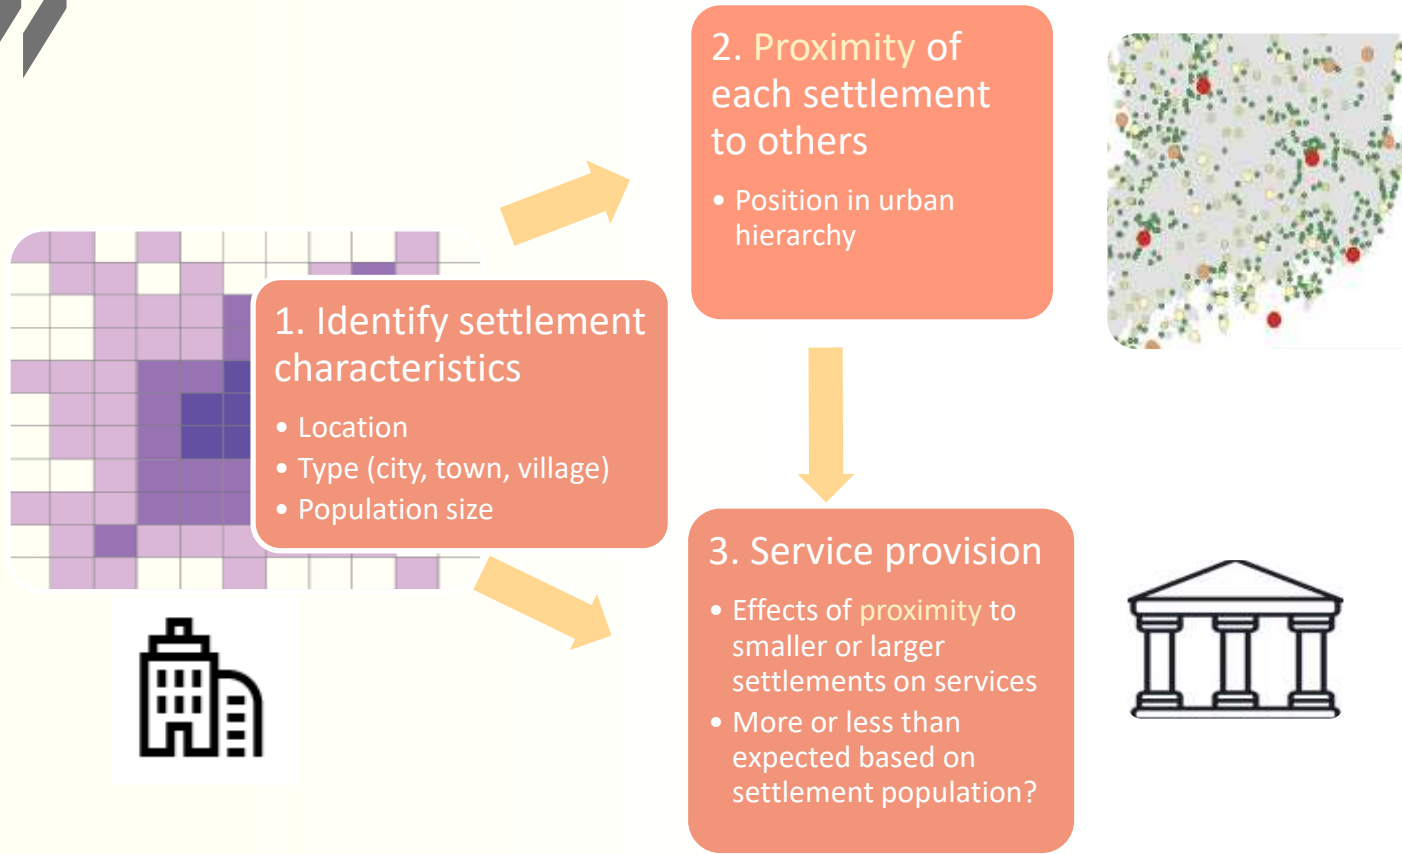 1. Identify settlement
characteristics
• Location
• Type (city, town, village)
• Population size
2. Proximity of
each settlement
to others
• Position in urban
hierarchy
3. Service provision
• Effects of proximity to
smaller or larger
settlements on services
• More or less than
expected based on
settlement population?